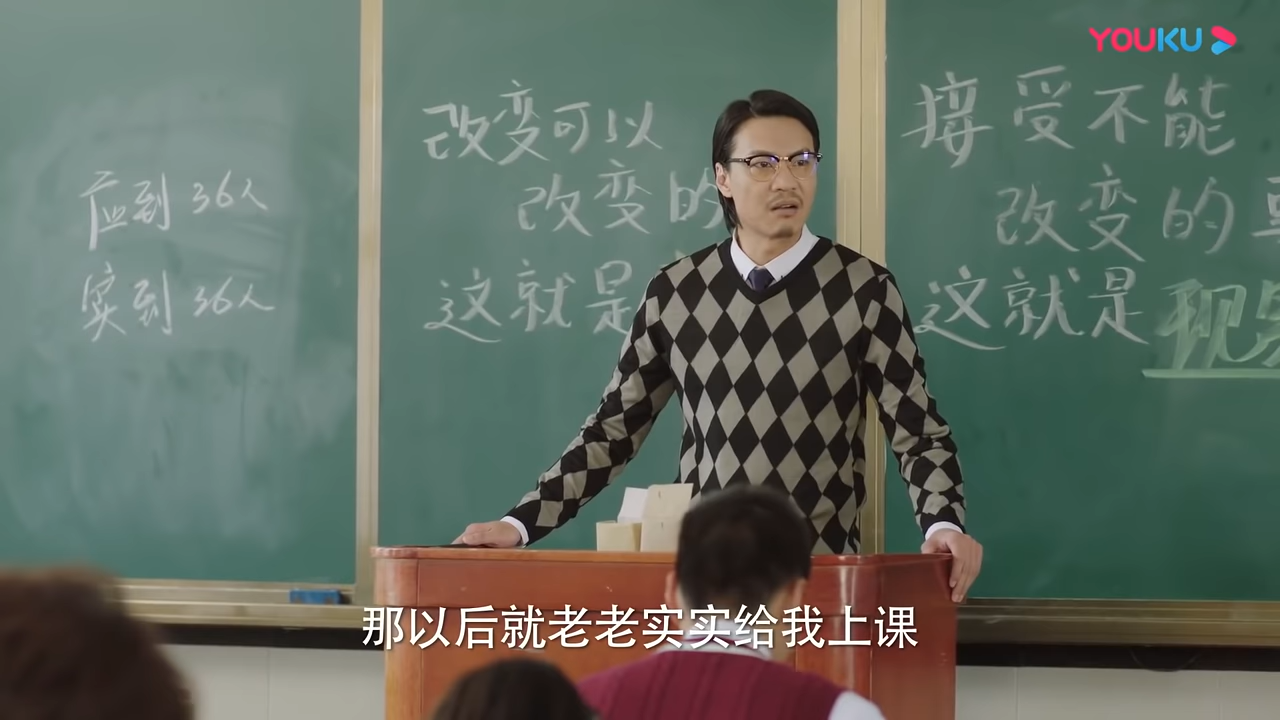 YOUKU
应到36人
实到36人
改变可以
改变的
这就是
接受不能
改变的
这就是现
那以后就老老实实给我上课